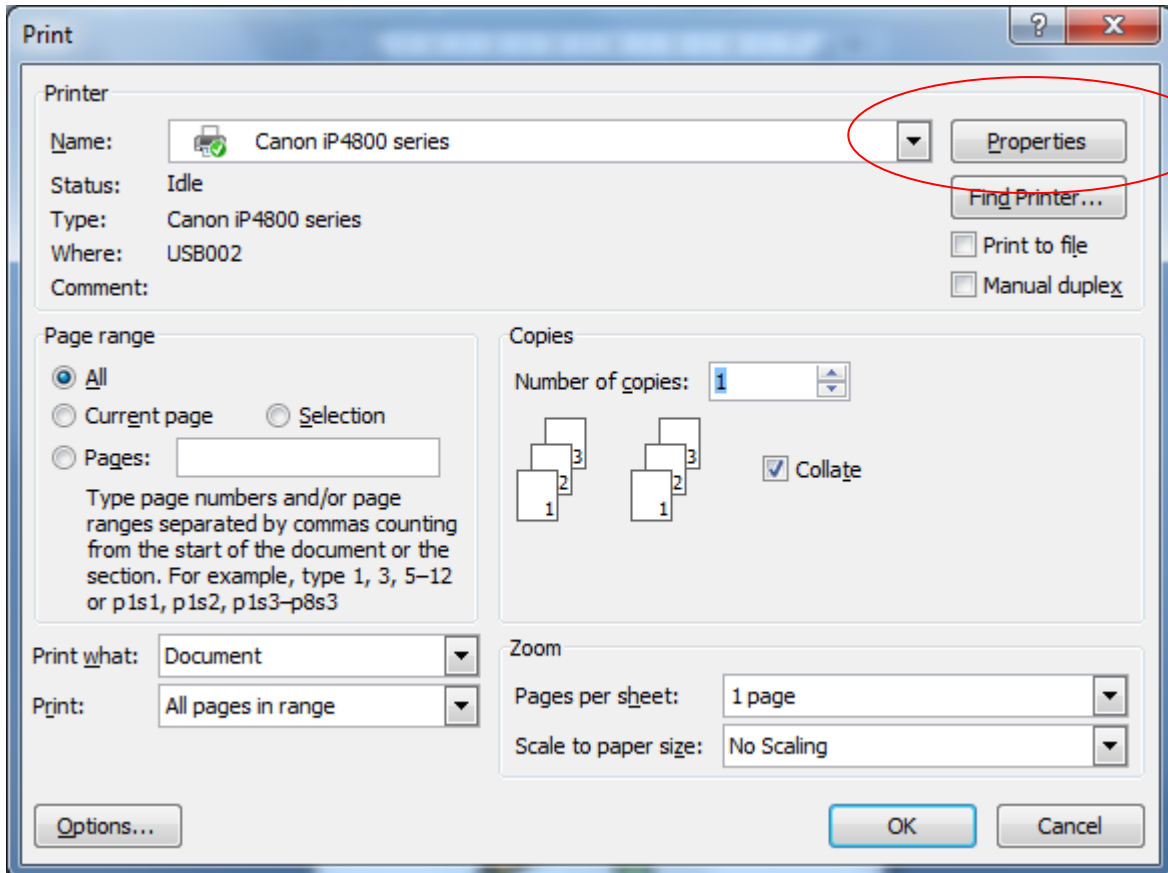 Print
Printer
Name: Canon iP4800 series Properties
Status: Idle Find Printer...
Type: Canon iP4800 series
Where: USB002 Print to file
Comment: Manual duplex
Page range
All
Current page Selection
Pages:
Type page numbers and/or page
ranges separated by commas counting
from the start of the document or the
section. For example, type 1, 3, 5–12
or p1s1, p1s2, p1s3–p8s3
Copies
Number of copies: 1
3 3
2 2
1 1
Collate
Print what: Document
Print: All pages in range
Zoom
Pages per sheet: 1 page
Scale to paper size: No Scaling
Options... OK Cancel